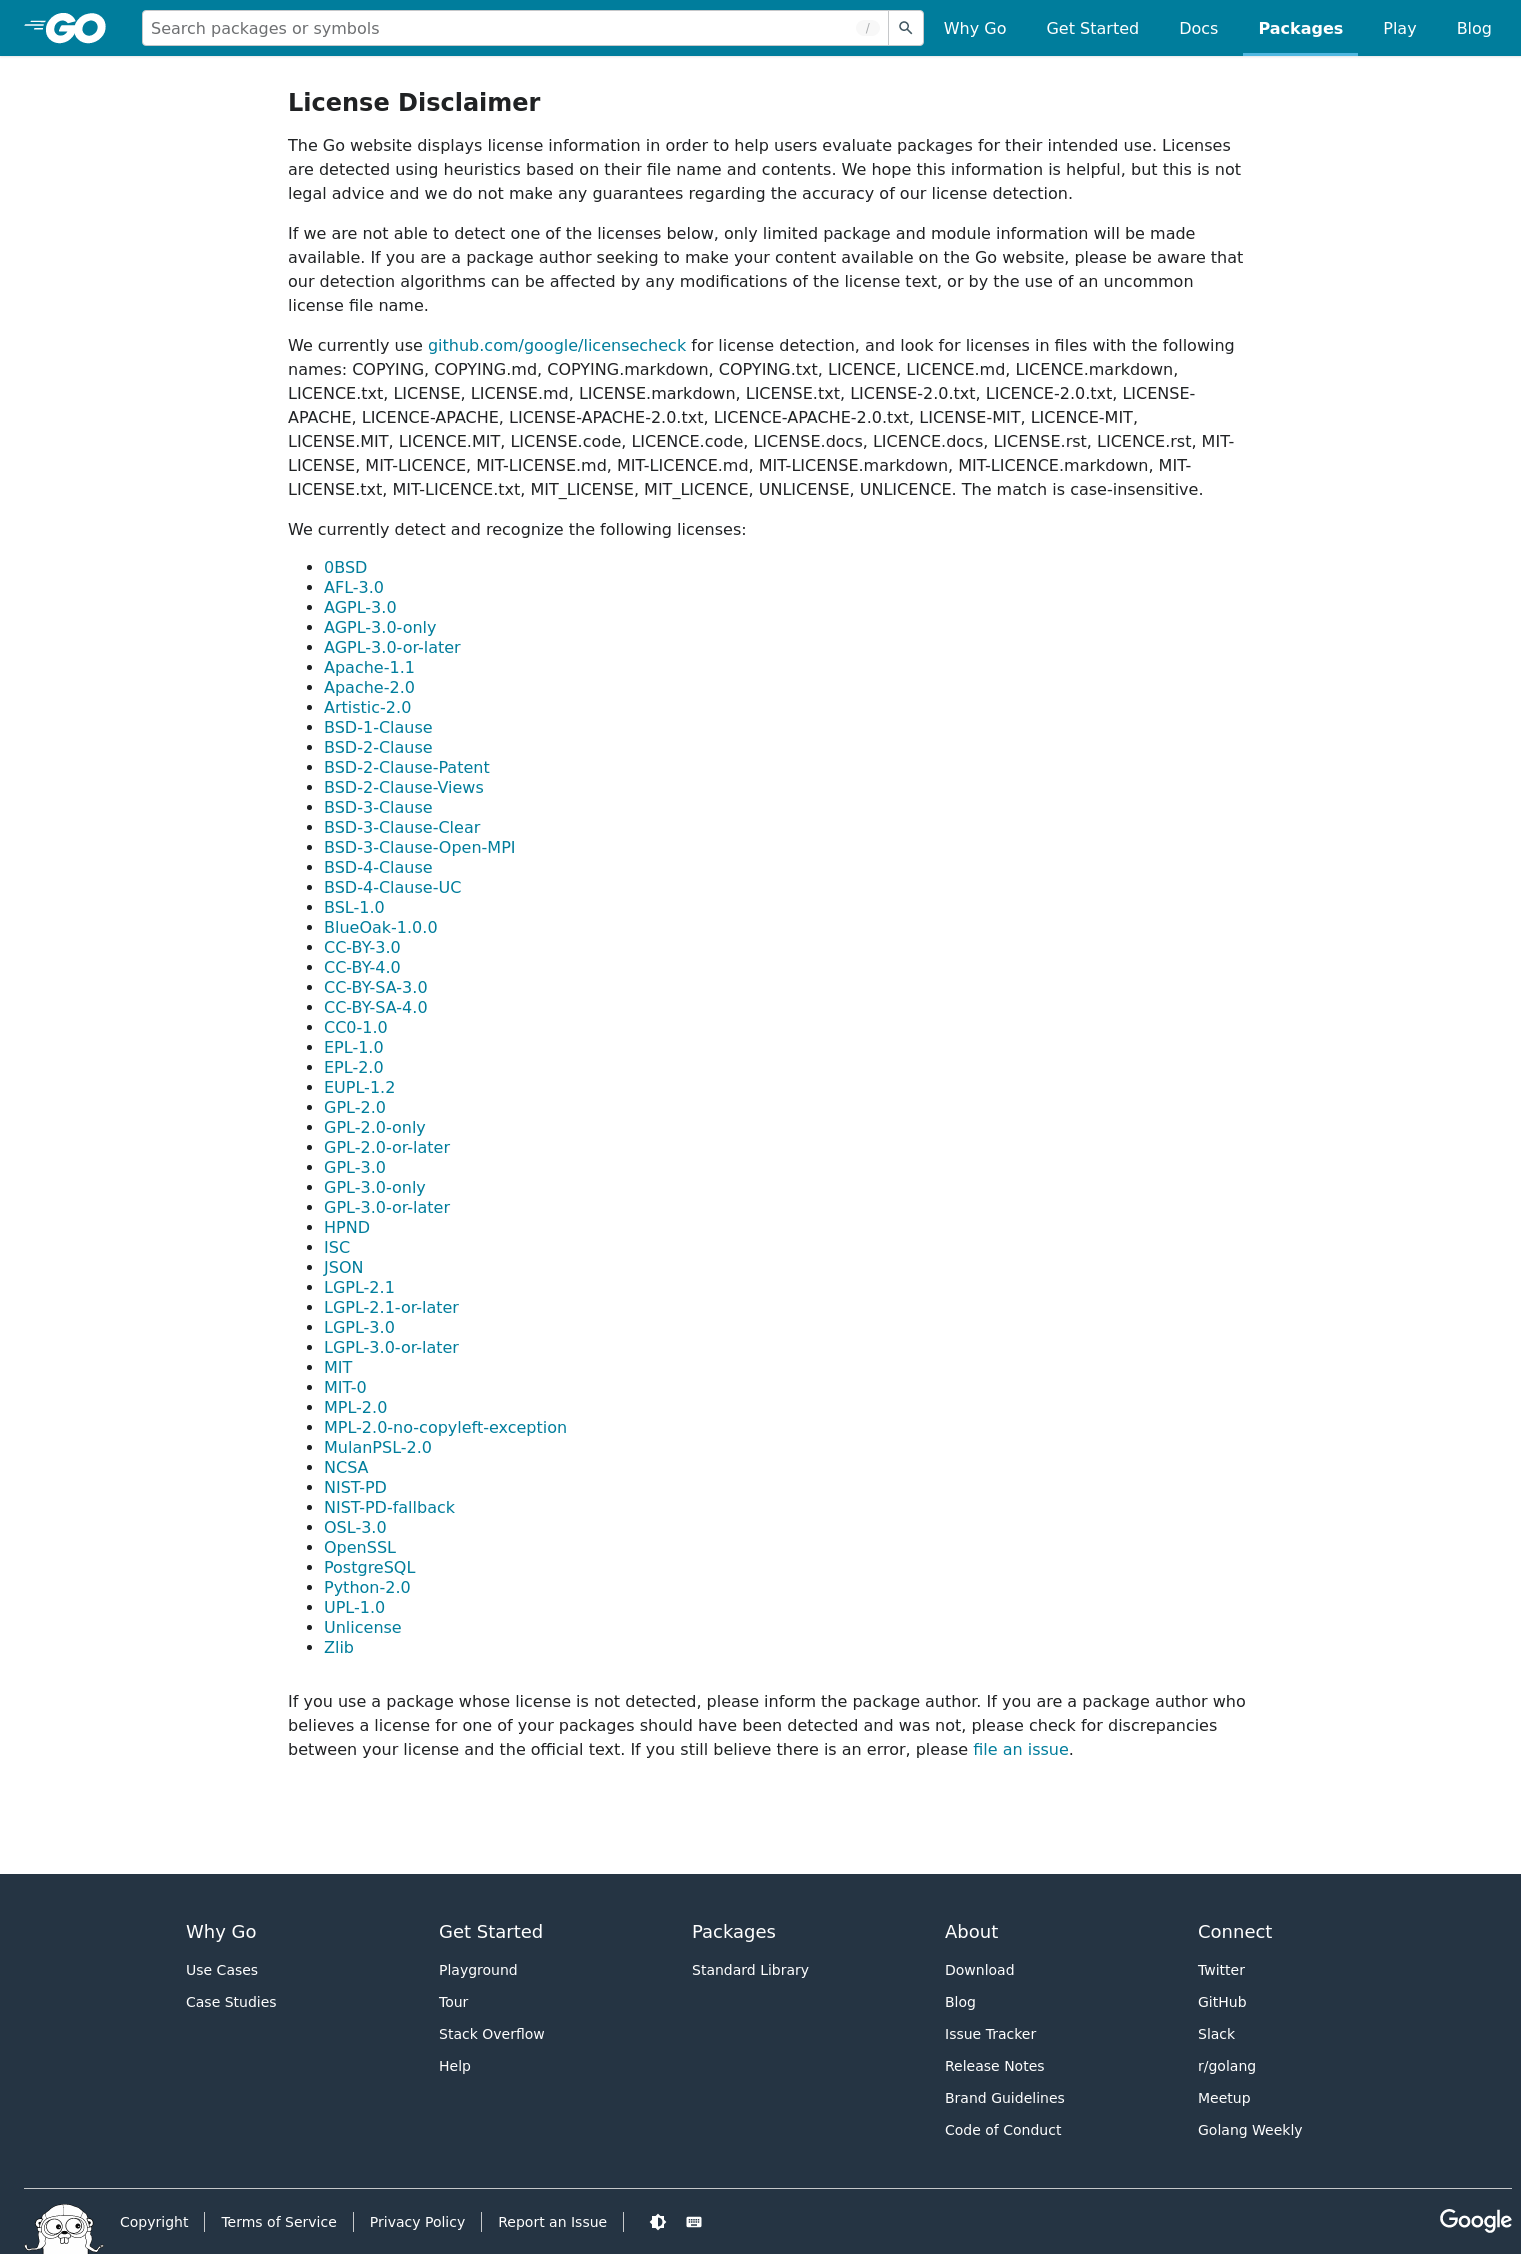 GO
Search packages or symbols
/
Why Go
Get Started
Docs
Packages
Play
Blog
License Disclaimer
The Go website displays license information in order to help users evaluate packages for their intended use. Licenses
are detected using heuristics based on their file name and contents. We hope this information is helpful, but this is not
legal advice and we do not make any guarantees regarding the accuracy of our license detection.
If we are not able to detect one of the licenses below, only limited package and module information will be made
available. If you are a package author seeking to make your content available on the Go website, please be aware that
our detection algorithms can be affected by any modifications of the license text, or by the use of an uncommon
license file name.
We currently use github.com/google/licensecheck for license detection, and look for licenses in files with the following
names: COPYING, COPYING.md, COPYING.markdown, COPYING.txt, LICENCE, LICENCE.md, LICENCE.markdown,
LICENCE.txt, LICENSE, LICENSE.md, LICENSE.markdown, LICENSE.txt, LICENSE-2.0.txt, LICENCE-2.0.txt, LICENSE-
APACHE, LICENCE-APACHE, LICENSE-APACHE-2.0.txt, LICENCE-APACHE-2.0.txt, LICENSE-MIT, LICENCE-MIT,
LICENSE.MIT, LICENCE.MIT, LICENSE.code, LICENCE.code, LICENSE.docs, LICENCE.docs, LICENSE.rst, LICENCE.rst, MIT-
LICENSE, MIT-LICENCE, MIT-LICENSE.md, MIT-LICENCE.md, MIT-LICENSE.markdown, MIT-LICENCE.markdown, MIT-
LICENSE.txt, MIT-LICENCE.txt, MIT_LICENSE, MIT_LICENCE, UNLICENSE, UNLICENCE. The match is case-insensitive.
We currently detect and recognize the following licenses:
0BSD
AFL-3.0
AGPL-3.0
AGPL-3.0-only
AGPL-3.0-or-later
Apache-1.1
Apache-2.0
Artistic-2.0
BSD-1-Clause
BSD-2-Clause
BSD-2-Clause-Patent
BSD-2-Clause-Views
BSD-3-Clause
BSD-3-Clause-Clear
BSD-3-Clause-Open-MPI
BSD-4-Clause
BSD-4-Clause-UC
BSL-1.0
BlueOak-1.0.0
CC-BY-3.0
CC-BY-4.0
CC-BY-SA-3.0
CC-BY-SA-4.0
CC0-1.0
EPL-1.0
EPL-2.0
EUPL-1.2
GPL-2.0
GPL-2.0-only
GPL-2.0-or-later
GPL-3.0
GPL-3.0-only
GPL-3.0-or-later
HPND
ISC
JSON
LGPL-2.1
LGPL-2.1-or-later
LGPL-3.0
LGPL-3.0-or-later
MIT
MIT-0
MPL-2.0
MPL-2.0-no-copyleft-exception
MulanPSL-2.0
NCSA
NIST-PD
NIST-PD-fallback
OSL-3.0
OpenSSL
PostgreSQL
Python-2.0
UPL-1.0
Unlicense
Zlib
If you use a package whose license is not detected, please inform the package author. If you are a package author who
believes a license for one of your packages should have been detected and was not, please check for discrepancies
between your license and the official text. If you still believe there is an error, please file an issue.
Why Go
Use Cases
Case Studies
Get Started
Playground
Tour
Stack Overflow
Help
Packages
Standard Library
About
Download
Blog
Issue Tracker
Release Notes
Brand Guidelines
Code of Conduct
Connect
Twitter
GitHub
Slack
r/golang
Meetup
Golang Weekly
Copyright
Terms of Service
Privacy Policy
Report an Issue
Google